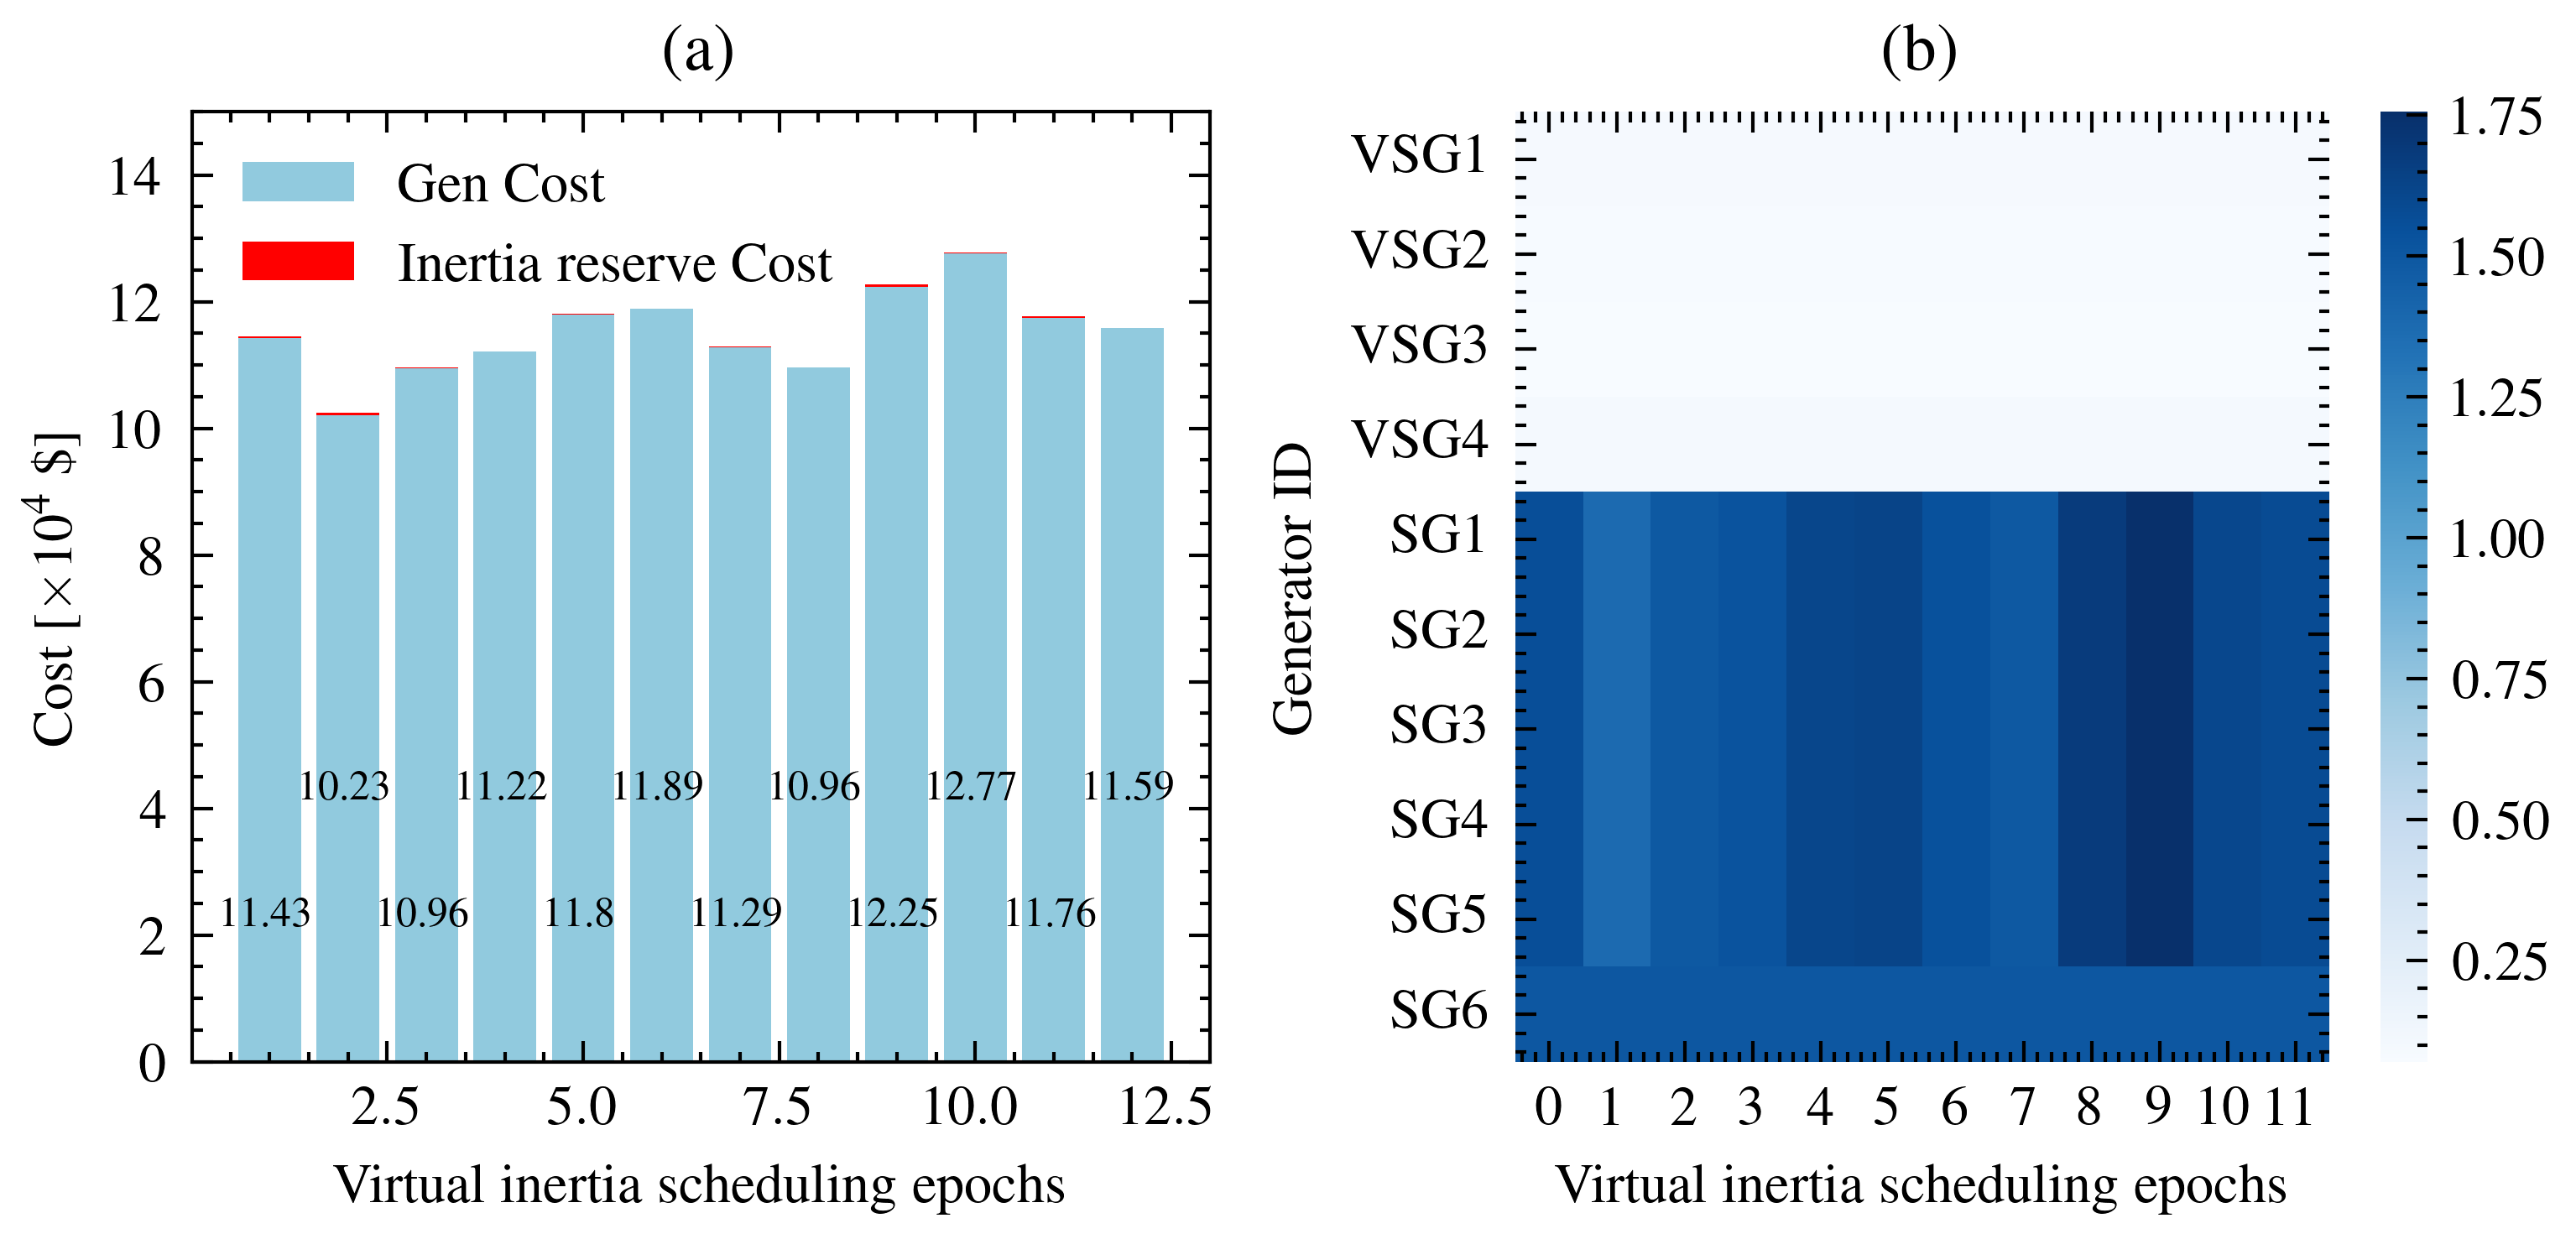 (a)
Cost [×10⁴ $]
14
12
10
8
6
4
2
0
Gen Cost
Inertia reserve Cost
10.23
11.22
11.89
10.96
12.77
11.59
11.43
10.96
11.8
11.29
12.25
11.76
2.5
5.0
7.5
10.0
12.5
Virtual inertia scheduling epochs
(b)
Generator ID
VSG1
VSG2
VSG3
VSG4
SG1
SG2
SG3
SG4
SG5
SG6
0 1 2 3 4 5 6 7 8 9 10 11
Virtual inertia scheduling epochs
1.75
1.50
1.25
1.00
0.75
0.50
0.25